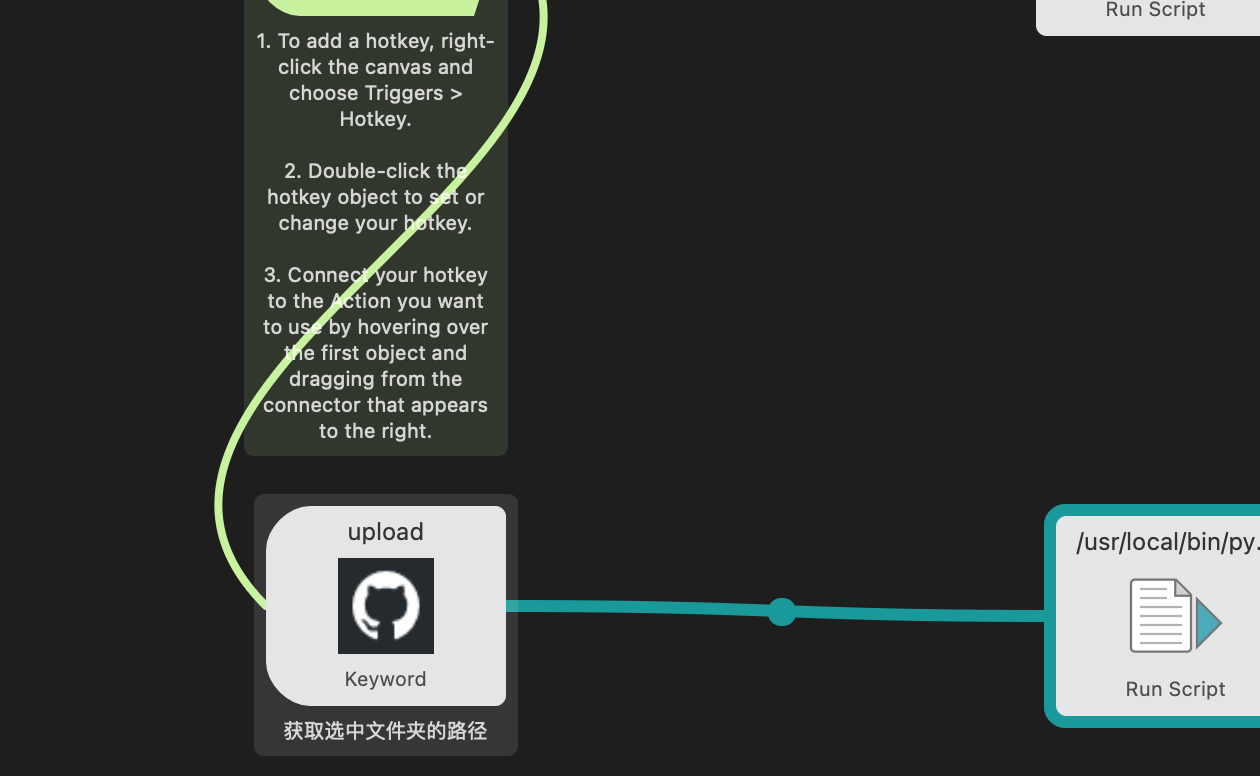 Run Script
1. To add a hotkey, right-
click the canvas and
choose Triggers >
Hotkey.
2. Double-click the
hotkey object to set or
change your hotkey.
3. Connect your hotkey
to the Action you want
to use by hovering over
the first object and
dragging from the
connector that appears
to the right.
upload
Keyword
获取选中文件夹的路径
/usr/local/bin/py.
Run Script